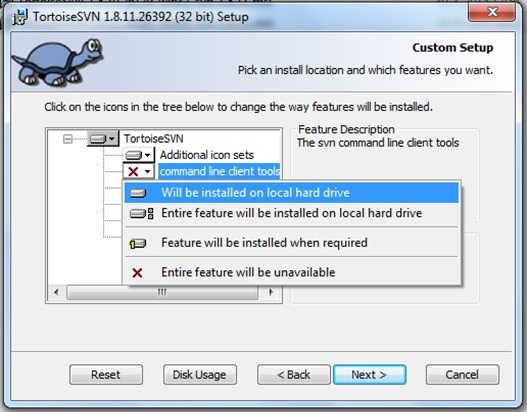 TortoiseSVN 1.8.11.26392 (32 bit) Setup
Custom Setup
Pick an install location and which features you want.
Click on the icons in the tree below to change the way features will be installed.
TortoiseSVN
Additional icon sets
command line client tools
Will be installed on local hard drive
Entire feature will be installed on local hard drive
Feature will be installed when required
Entire feature will be unavailable
Feature Description
The svn command line client tools
Reset
Disk Usage
< Back
Next >
Cancel